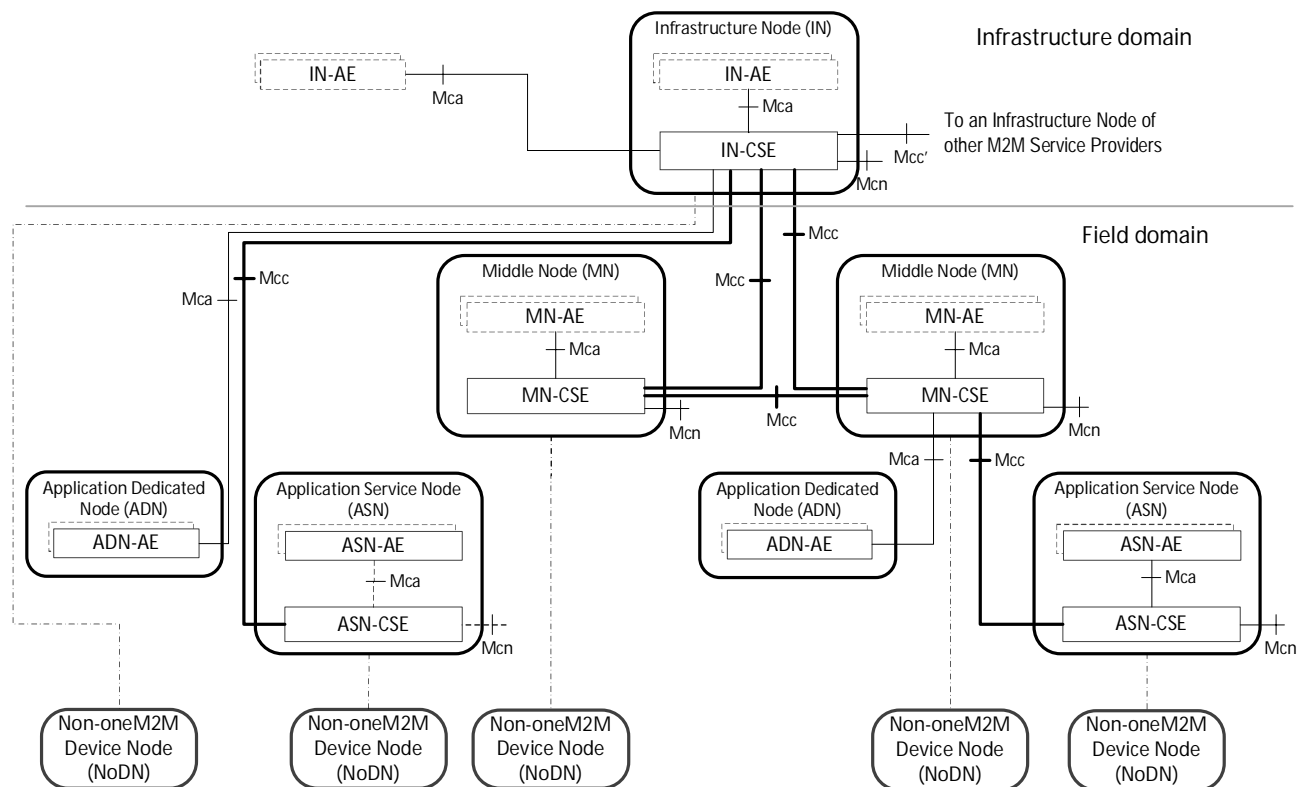 Infrastructure Node (IN)
Infrastructure domain
IN-AE
IN-AE
Mca
Mca
To an Infrastructure Node of
other M2M Service Providers
IN-CSE
Mcc’
Mcn
Field domain
Mcc
Mcc
Mcc
Mca
Middle Node (MN)
MN-AE
Mca
MN-CSE
Mcn
Mcc
Middle Node (MN)
MN-AE
Mca
MN-CSE
Mcn
Mca
Mcc
Application Dedicated
Node (ADN)
ADN-AE
Application Service Node
(ASN)
ASN-AE
Mca
ASN-CSE
Mcn
Application Dedicated
Node (ADN)
ADN-AE
Application Service Node
(ASN)
ASN-AE
Mca
ASN-CSE
Mcn
Non-oneM2M
Device Node
(NoDN)
Non-oneM2M
Device Node
(NoDN)
Non-oneM2M
Device Node
(NoDN)
Non-oneM2M
Device Node
(NoDN)
Non-oneM2M
Device Node
(NoDN)